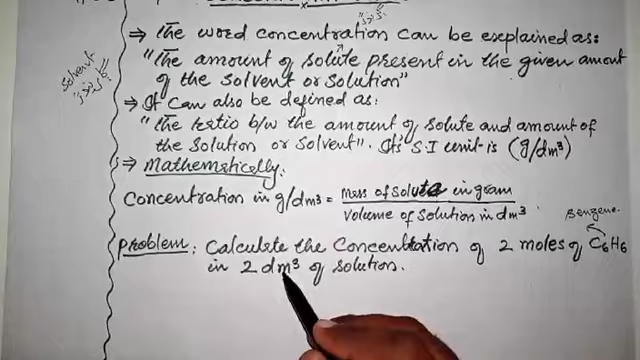 ⇒ The word concentration can be explained as:
"The amount of solute present in the given amount
of the Solvent or Solution"
⇒ It can also be defined as:
"The ratio b/w the amount of solute and amount of
the Solution or Solvent". It's S.I unit is (g/dm³)
⇒ Mathematically:
Concentration in g/dm³ = Mass of Solute in gram / Volume of Solution in dm³
Benzene
Problem: Calculate the Concentration of 2 moles of C6H6
in 2 dm³ of solution.
Solvent